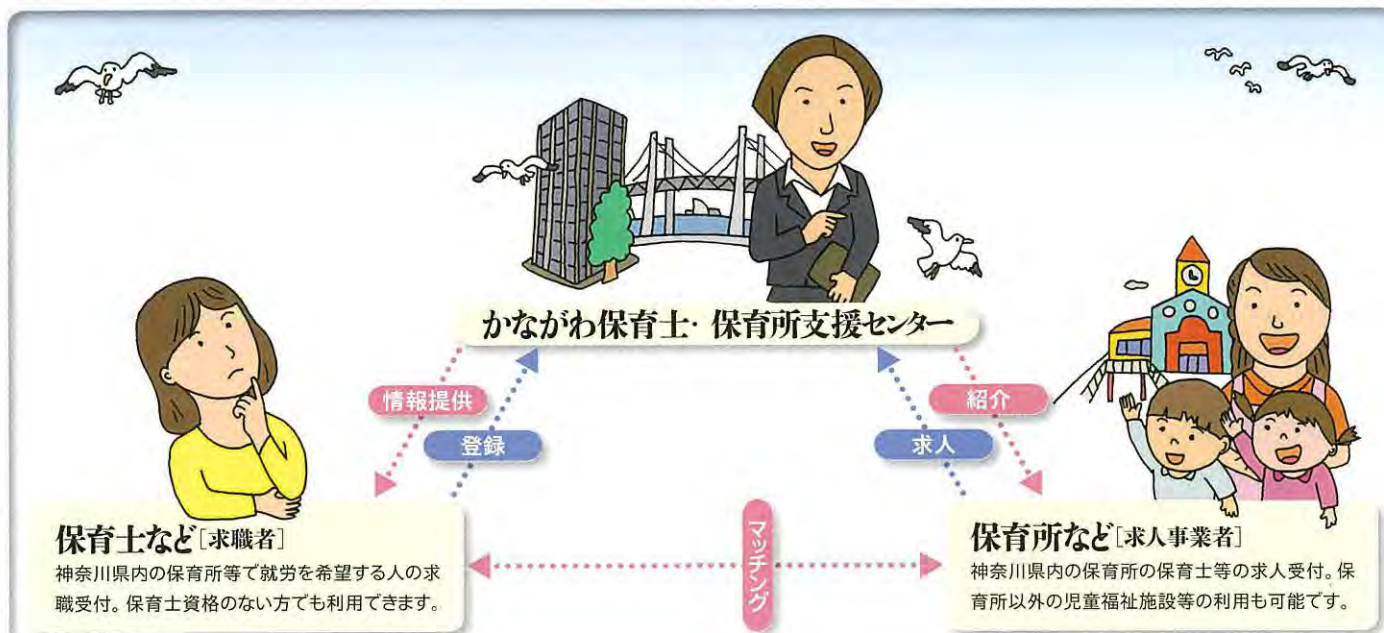 かながわ保育士・保育所支援センター
情報提供
登録
紹介
求人
保育士など[求職者]
神奈川県内の保育所等で就労を希望する人の求
職受付。保育士資格のない方でも利用できます。
マッチング
保育所など[求人事業者]
神奈川県内の保育所の保育士等の求人受付。保
育所以外の児童福祉施設等の利用も可能です。